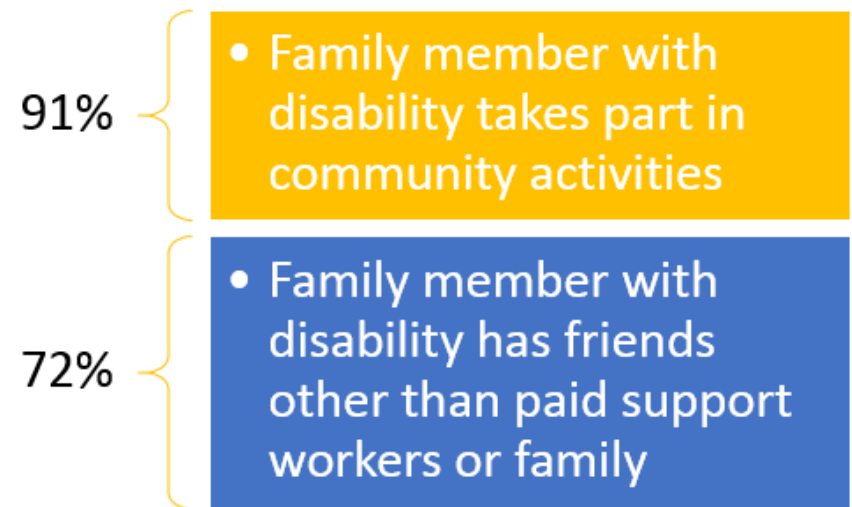 91%
• Family member with
disability takes part in
community activities
72%
• Family member with
disability has friends
other than paid support
workers or family